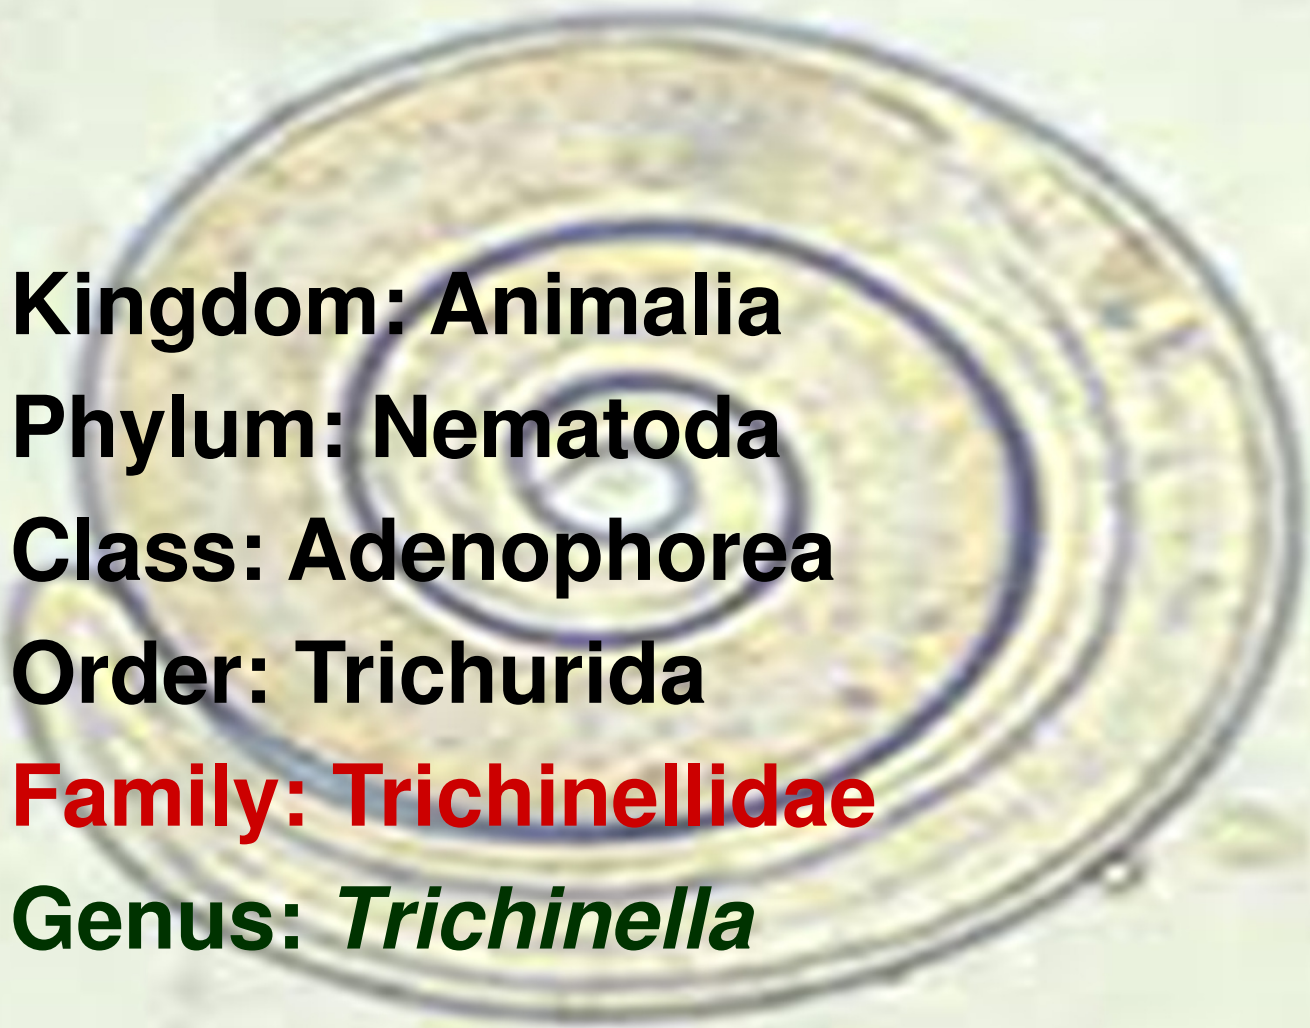 Kingdom: Animalia
Phylum: Nematoda
Class: Adenophorea
Order: Trichurida
Family: Trichinellidae
Genus: Trichinella